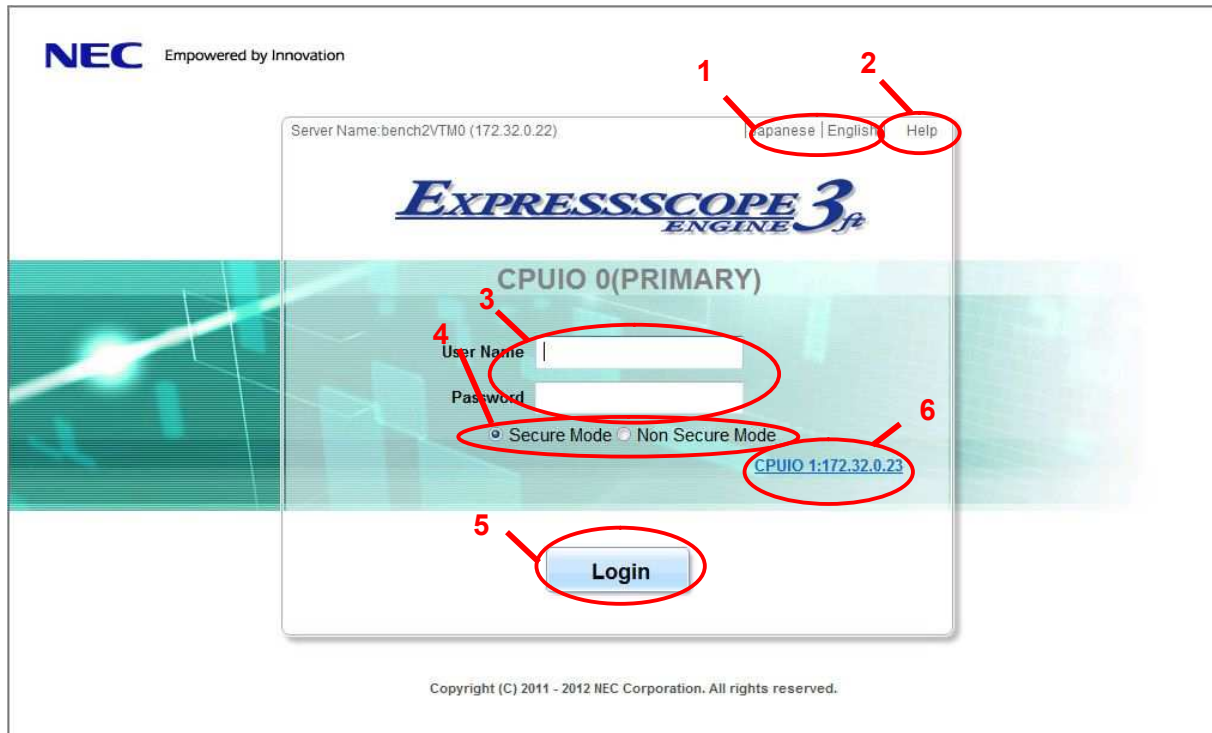 NEC Empowered by Innovation
1
2
Server Name:bench2VTM0 (172.32.0.22)
Japanese English Help
EXPRESSSCOPE
ENGINE 3 ft
CPUIO 0(PRIMARY)
3
4
User Name
Password
6
Secure Mode Non Secure Mode
CPUIO 1:172.32.0.23
5
Login
Copyright (C) 2011 - 2012 NEC Corporation. All rights reserved.